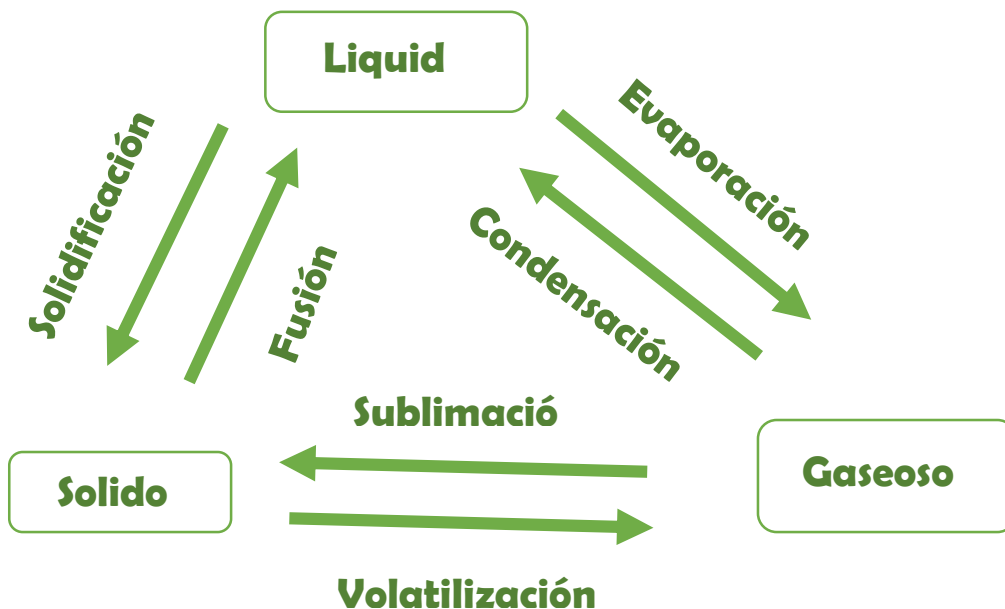 Liquid
Evaporación
Solidificación
Condensación
Fusión
Sublimació
Solido
Gaseoso
Volatilización